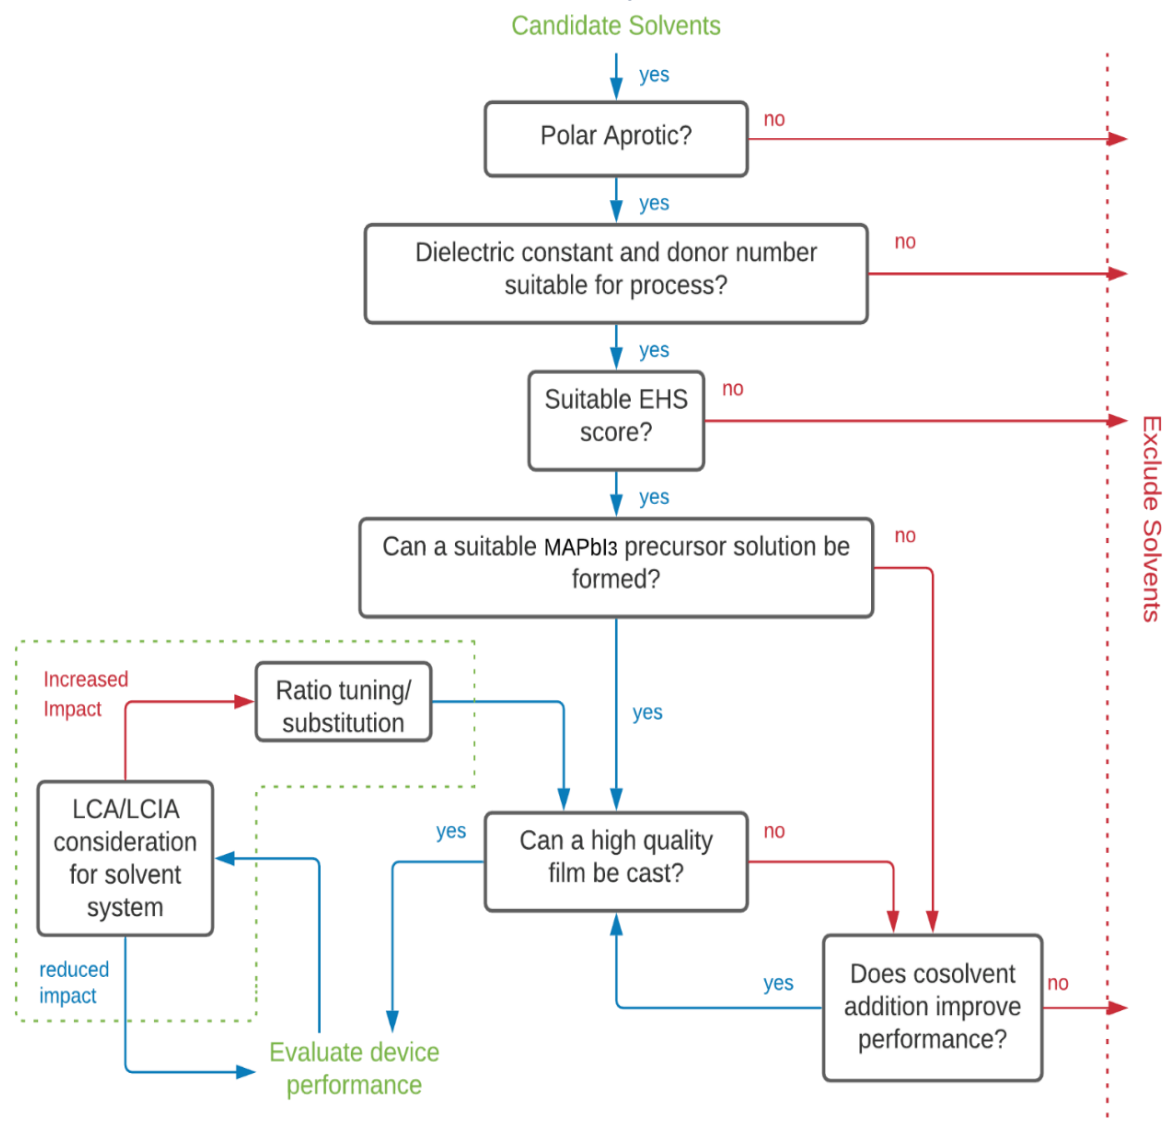 Candidate Solvents
yes
Polar Aprotic?
no
yes
Dielectric constant and donor number
suitable for process?
no
yes
Suitable EHS
score?
no
yes
Can a suitable MAPbI3 precursor solution be
formed?
no
Exclude Solvents
yes
Increased
Impact
Ratio tuning/
substitution
LCA/LCIA
consideration
for solvent
system
yes
Can a high quality
film be cast?
no
reduced
impact
yes
Does cosolvent
addition improve
performance?
no
Evaluate device
performance